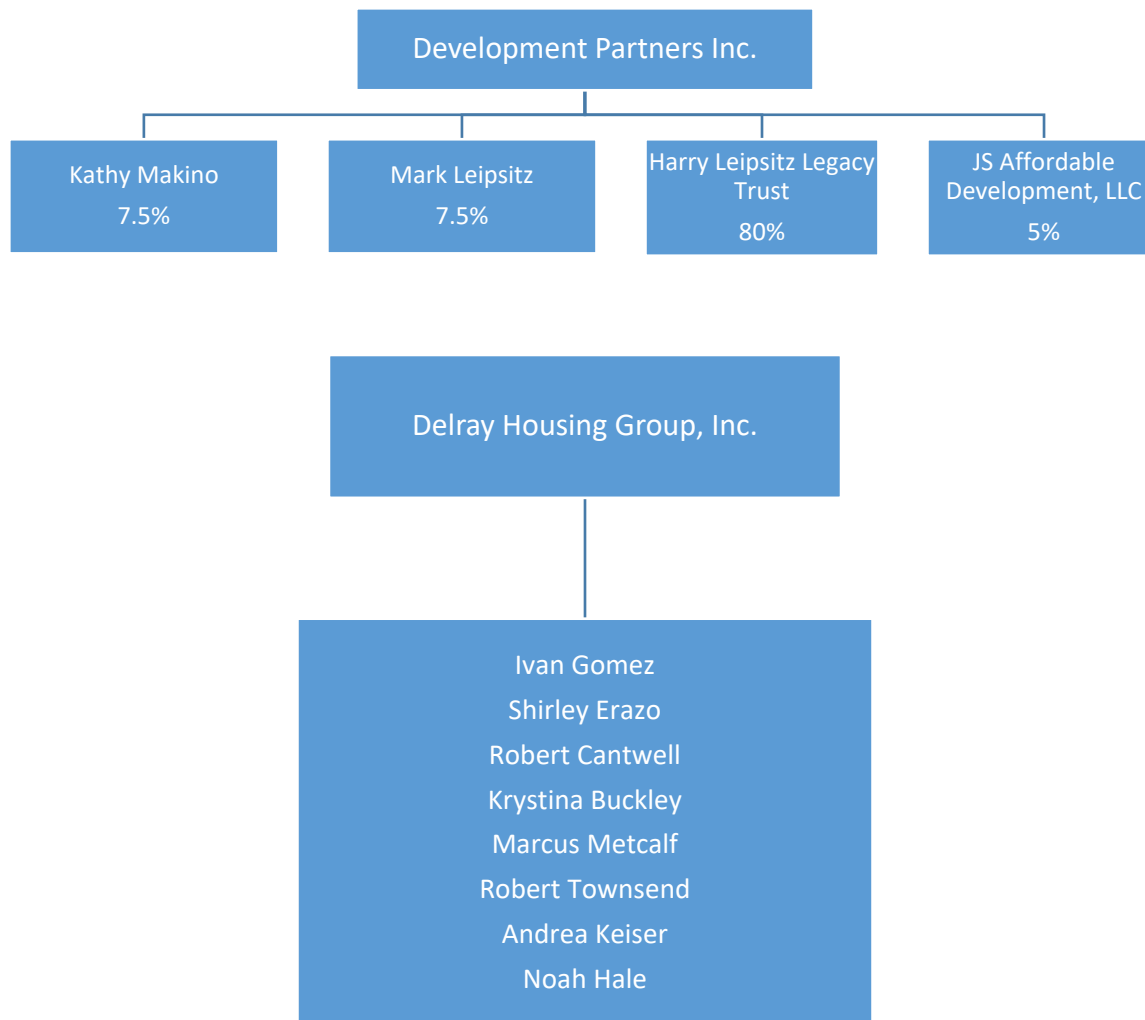 Development Partners Inc.
Kathy Makino
7.5%
Mark Leipsitz
7.5%
Harry Leipsitz Legacy
Trust
80%
JS Affordable
Development, LLC
5%
Delray Housing Group, Inc.
Ivan Gomez
Shirley Erazo
Robert Cantwell
Krystina Buckley
Marcus Metcalf
Robert Townsend
Andrea Keiser
Noah Hale